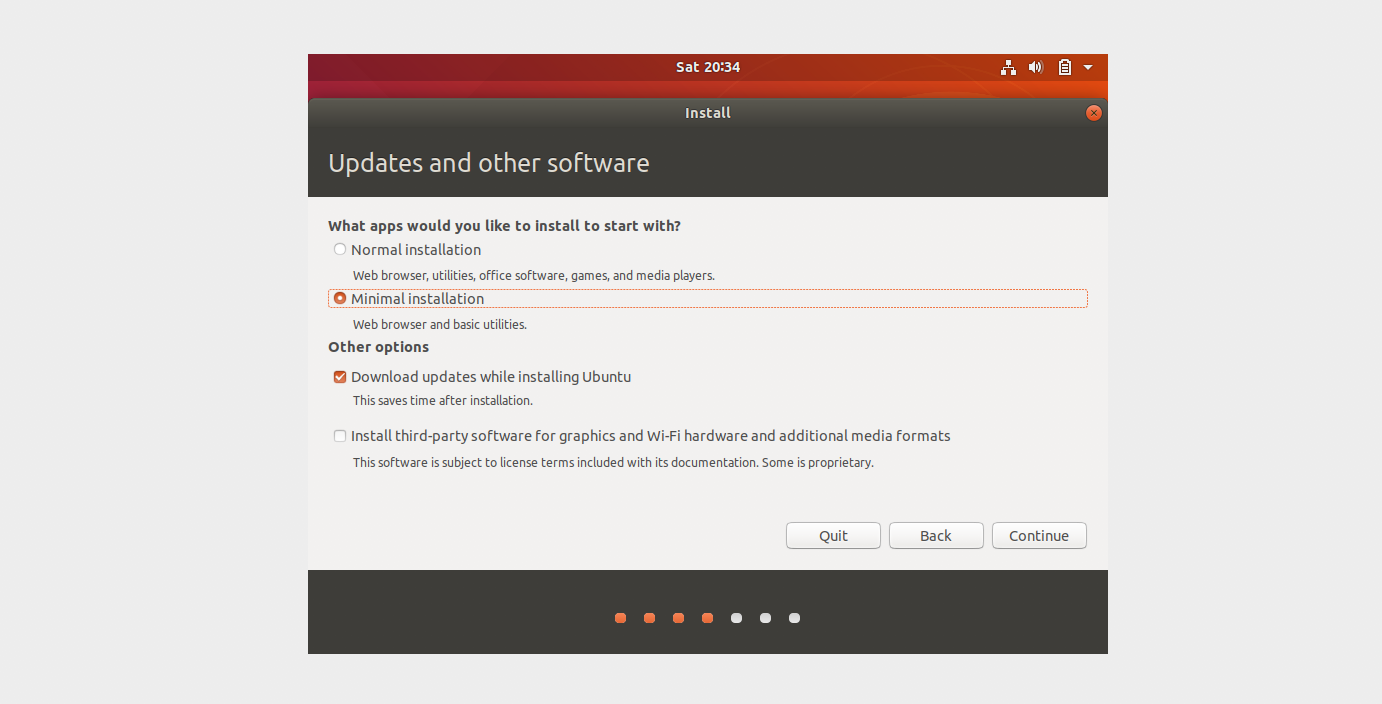 Sat 20:34
Install
Updates and other software
What apps would you like to install to start with?
Normal installation
Web browser, utilities, office software, games, and media players.
Minimal installation
Web browser and basic utilities.
Other options
Download updates while installing Ubuntu
This saves time after installation.
Install third-party software for graphics and Wi-Fi hardware and additional media formats
This software is subject to license terms included with its documentation. Some is proprietary.
Quit Back Continue